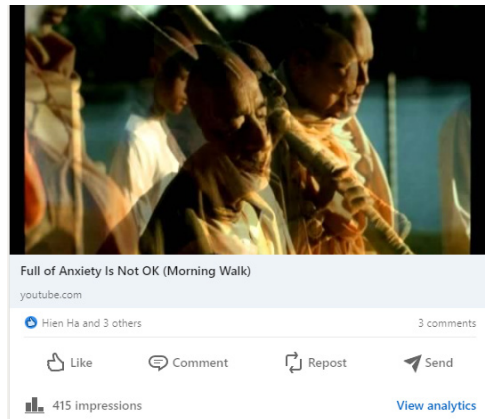 Full of Anxiety Is Not OK (Morning Walk)
youtube.com
Hien Ha and 3 others 3 comments
Like Comment Repost Send
415 impressions View analytics